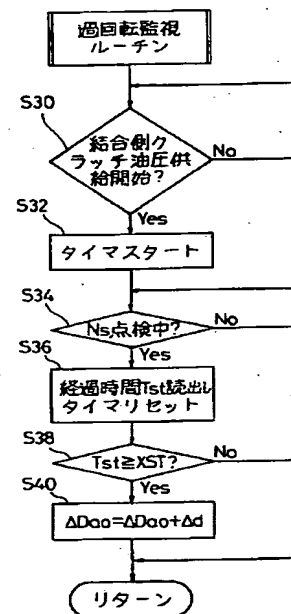 過回転監視
ルーチン
S30
結合側ク
ラッチ油圧供
給開始?
No
Yes
S32
タイマスタート
S34
Ns点検中?
No
Yes
S36
経過時間Tst読出し
タイマリセット
S38
Tst≧XST?
No
Yes
S40
ΔDao=ΔDao+Δd
リターン